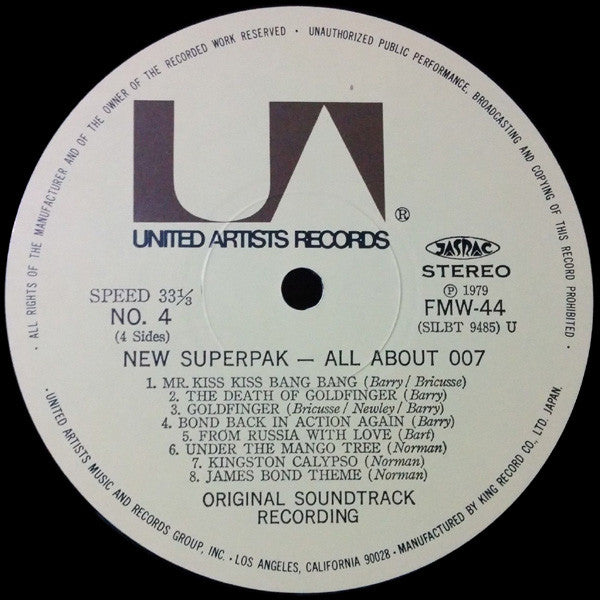 ALL RIGHTS OF THE MANUFACTURER AND OF THE OWNER OF THE RECORDED WORK RESERVED • UNAUTHORIZED PUBLIC PERFORMANCE, BROADCASTING AND COPYING OF THIS RECORD PROHIBITED
UA®
UNITED ARTISTS RECORDS
JASRAC
STEREO
Ⓟ 1979
FMW-44
(SILBT 9485) U
SPEED 33⅓
NO. 4
(4 Sides)
NEW SUPERPAK — ALL ABOUT 007
1. MR. KISS KISS BANG BANG (Barry / Bricusse)
2. THE DEATH OF GOLDFINGER (Barry)
3. GOLDFINGER (Bricusse / Newley / Barry)
4. BOND BACK IN ACTION AGAIN (Barry)
5. FROM RUSSIA WITH LOVE (Bart)
6. UNDER THE MANGO TREE (Norman)
7. KINGSTON CALYPSO (Norman)
8. JAMES BOND THEME (Norman)
ORIGINAL SOUNDTRACK
RECORDING
• UNITED ARTISTS MUSIC AND RECORDS GROUP, INC. • LOS ANGELES, CALIFORNIA 90028 • MANUFACTURED BY KING RECORD CO., LTD. JAPAN.